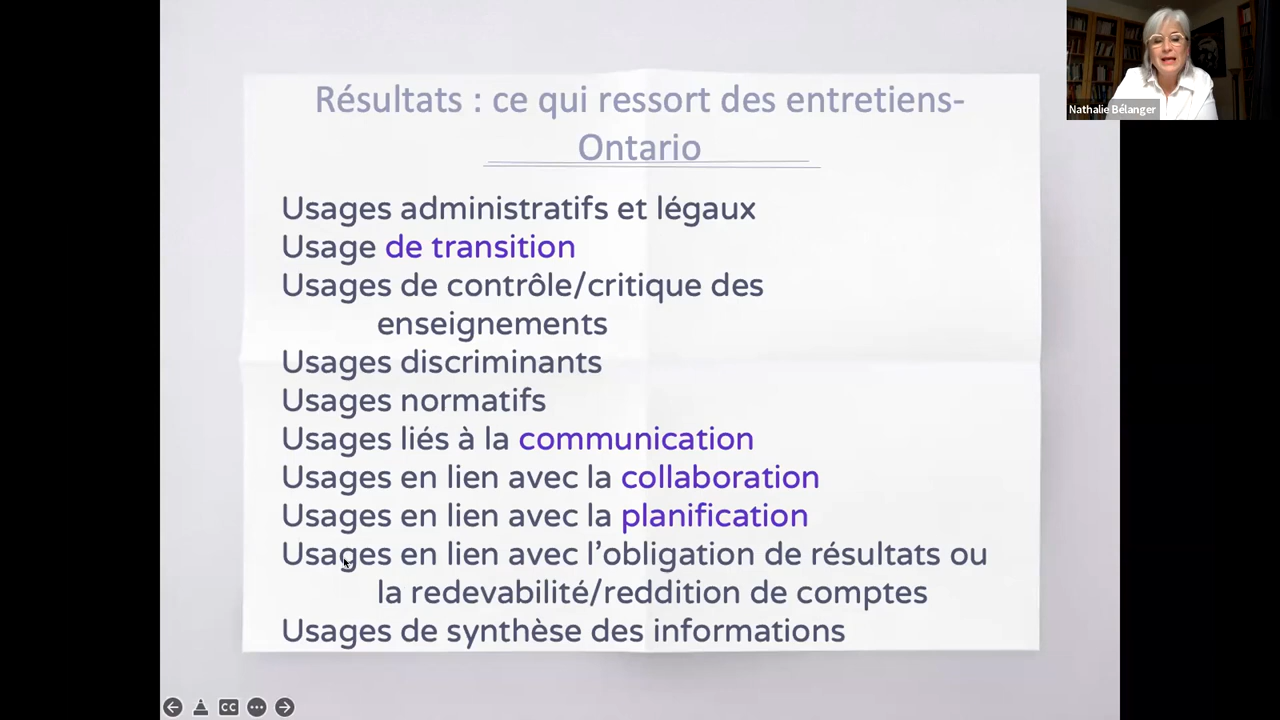 Résultats : ce qui ressort des entretiens-
Ontario
Usages administratifs et légaux
Usage de transition
Usages de contrôle/critique des
enseignements
Usages discriminants
Usages normatifs
Usages liés à la communication
Usages en lien avec la collaboration
Usages en lien avec la planification
Usages en lien avec l’obligation de résultats ou
la redevabilité/reddition de comptes
Usages de synthèse des informations
Nathalie Bélanger
CC